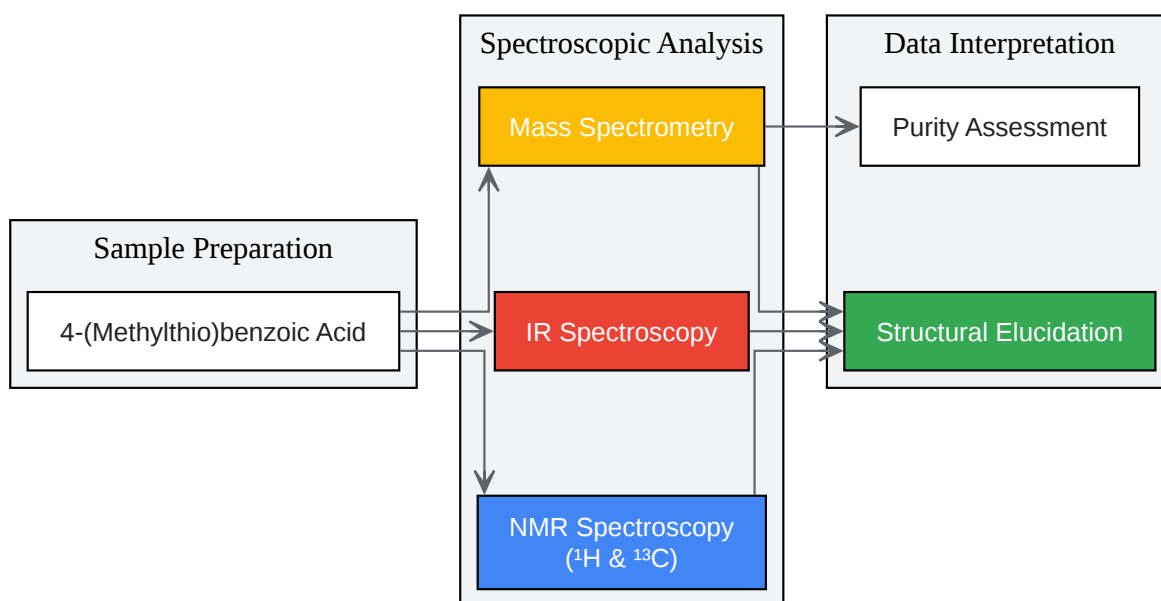 Sample Preparation
4-(Methylthio)benzoic Acid
Spectroscopic Analysis
Mass Spectrometry
IR Spectroscopy
NMR Spectroscopy
(¹H & ¹³C)
Data Interpretation
Purity Assessment
Structural Elucidation